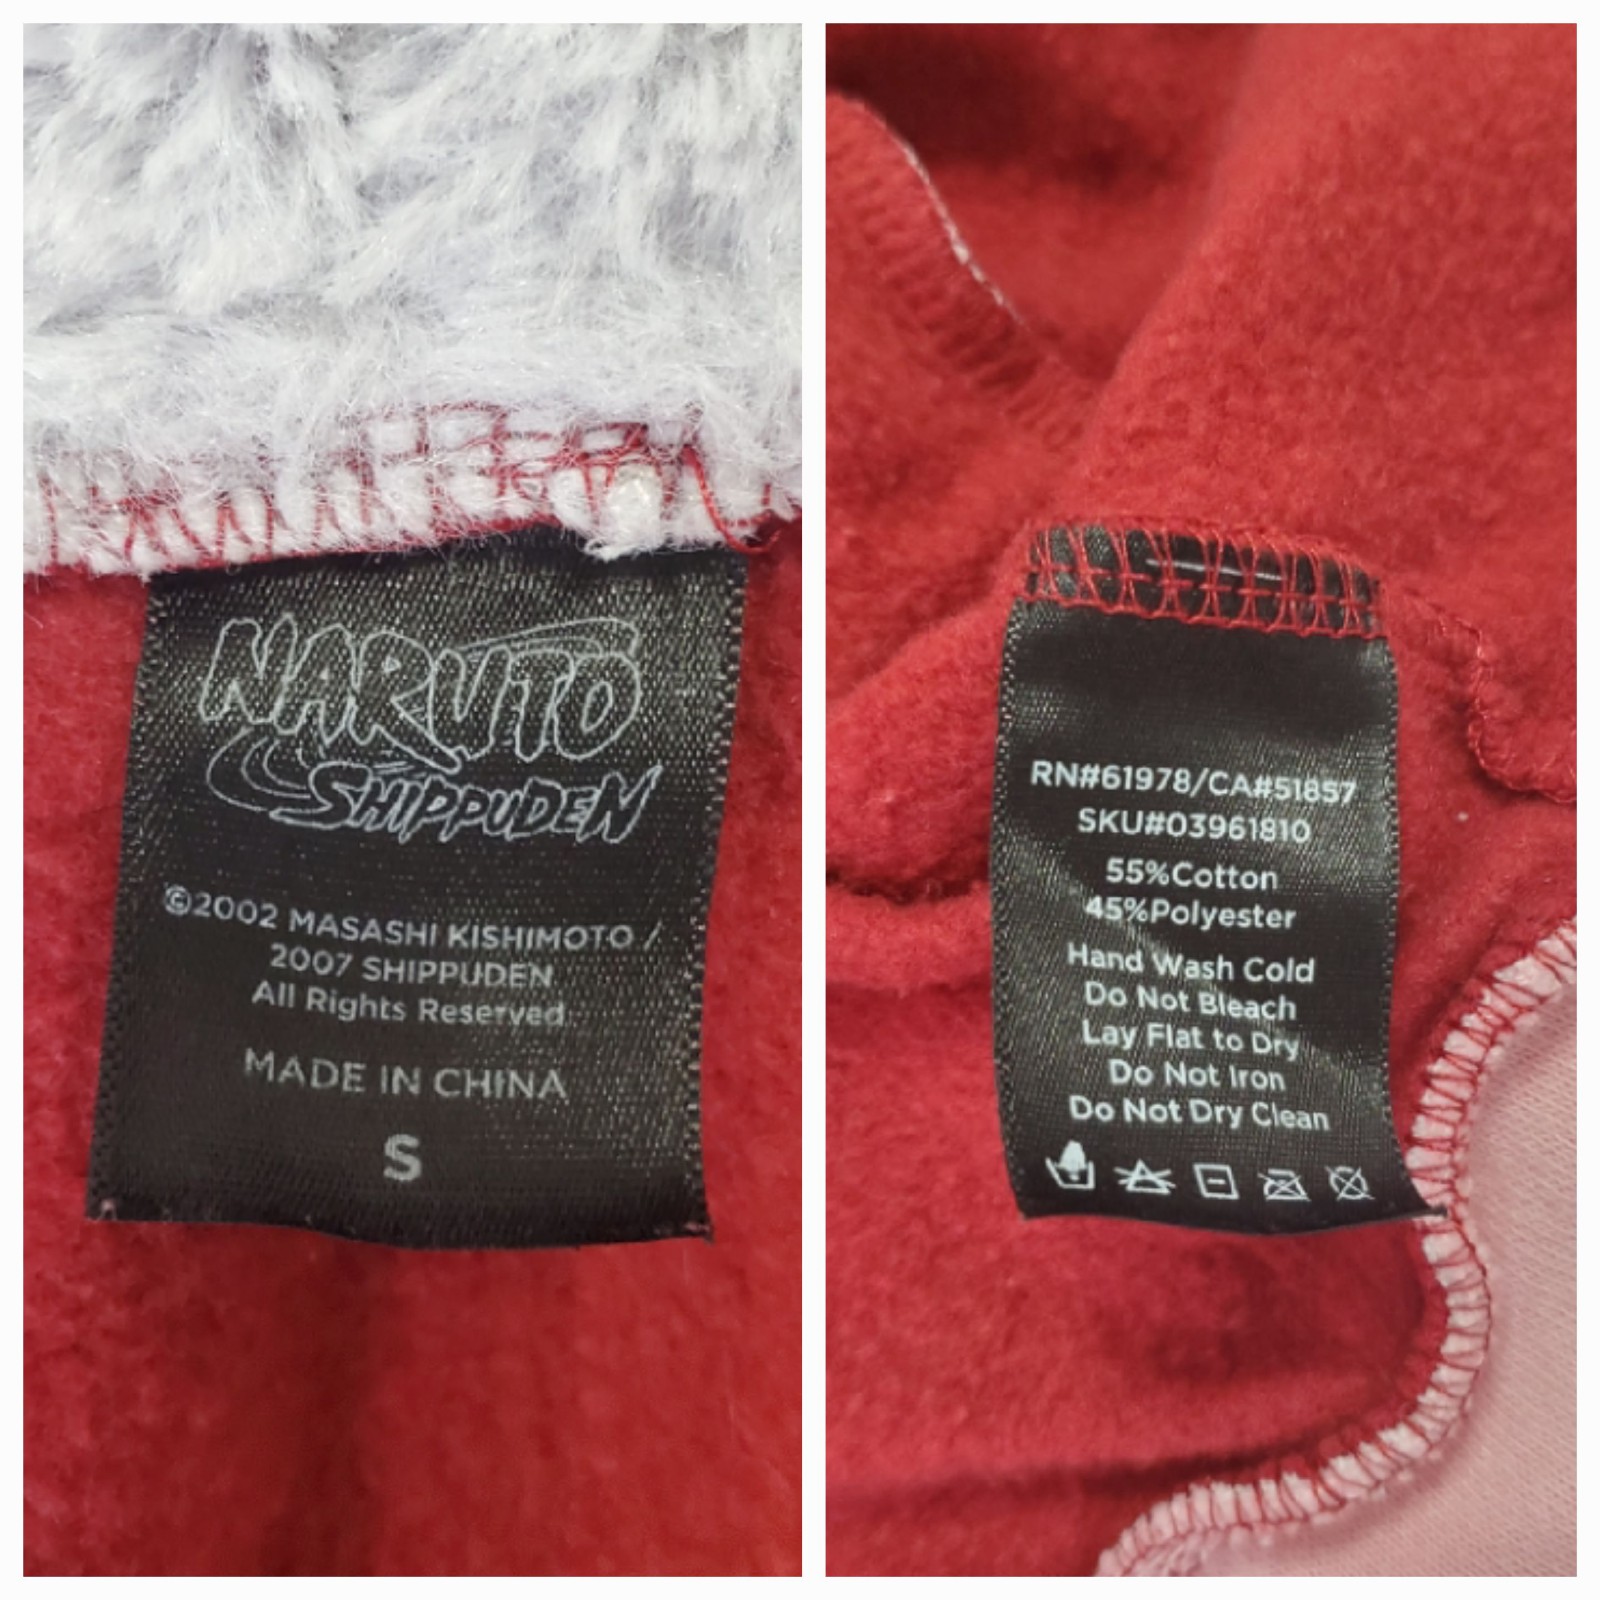 NARUTO
SHIPPUDEN
©2002 MASASHI KISHIMOTO /
2007 SHIPPUDEN
All Rights Reserved
MADE IN CHINA
S
RN#61978/CA#51857
SKU#03961810
55%Cotton
45%Polyester
Hand Wash Cold
Do Not Bleach
Lay Flat to Dry
Do Not Iron
Do Not Dry Clean